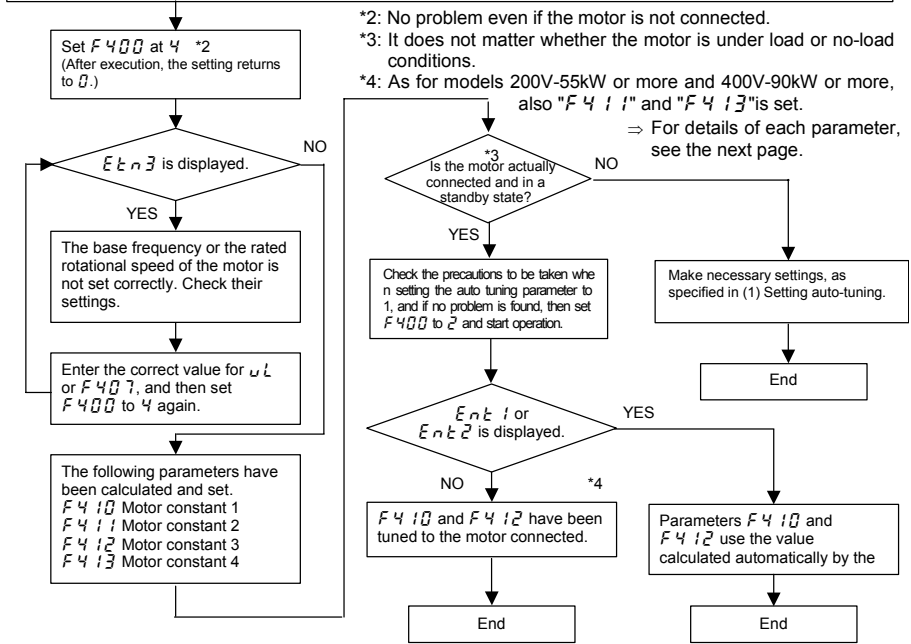 *2: No problem even if the motor is not connected.
*3: It does not matter whether the motor is under load or no-load
conditions.
*4: As for models 200V-55kW or more and 400V-90kW or more,
also "F411" and "F413"is set.
⇒ For details of each parameter,
see the next page.
Set F400 at 4 *2
(After execution, the setting returns
to 0.)
Etn3 is displayed.
NO
YES
The base frequency or the rated
rotational speed of the motor is
not set correctly. Check their
settings.
Enter the correct value for uL
or F407, and then set
F400 to 4 again.
The following parameters have
been calculated and set.
F410 Motor constant 1
F411 Motor constant 2
F412 Motor constant 3
F413 Motor constant 4
*3
Is the motor actually
connected and in a
standby state?
NO
YES
Check the precautions to be taken whe
n setting the auto tuning parameter to
1, and if no problem is found, then set
F400 to 2 and start operation.
Make necessary settings, as
specified in (1) Setting auto-tuning.
End
Ent1 or
Ent2 is displayed.
YES
NO
*4
F410 and F412 have been
tuned to the motor connected.
Parameters F410 and
F412 use the value
calculated automatically by the
End
End